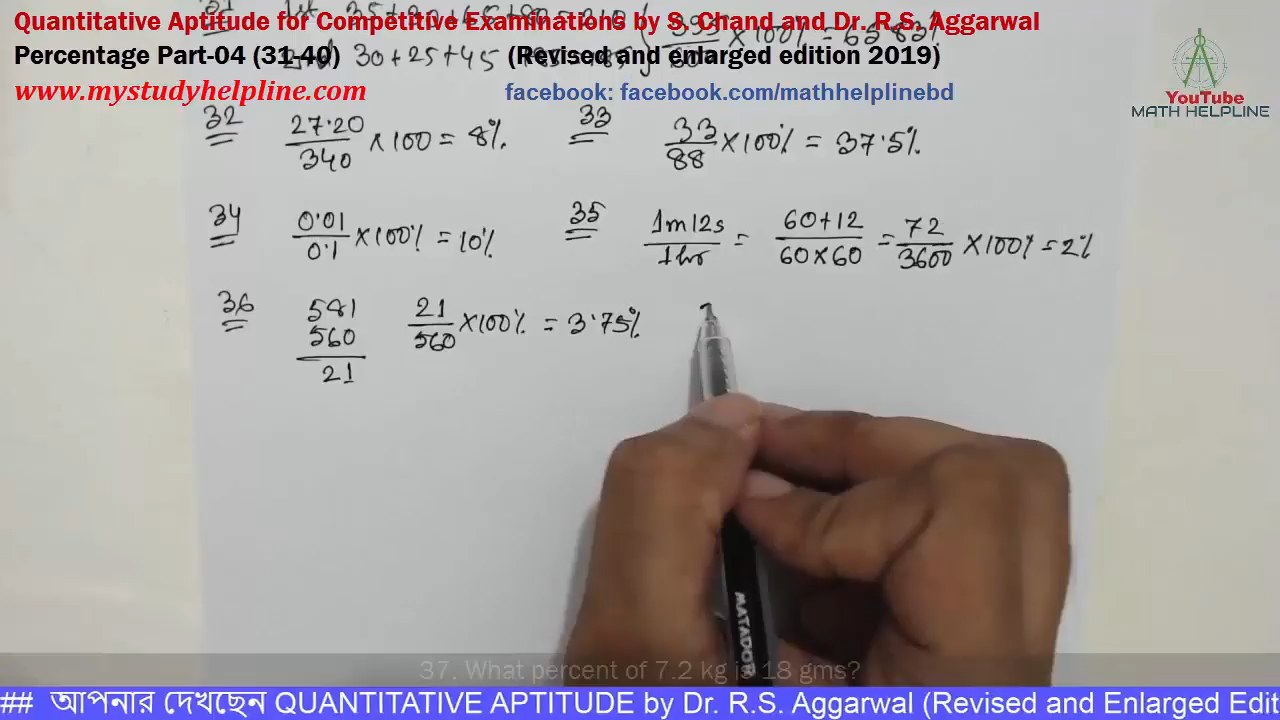 Quantitative Aptitude for Competitive Examinations by S. Chand and Dr. R.S. Aggarwal
Percentage Part-04 (31-40) (Revised and enlarged edition 2019)
30+25+45
www.mystudyhelpline.com facebook: facebook.com/mathhelplinebd
YouTube
MATH HELPLINE
32 27.20/340 ×100 = 8%. 33 33/88 ×100% = 37.5%.
34 0.01/0.1 ×100% = 10% 35 1m12s/1hr = 60+12/60×60 = 72/3600 ×100% = 2%
36 581 21/560 ×100% = 3.75%
560
21
MATADOR
37. What percent of 7.2 kg is 18 gms?
## আপনার দেখছেন QUANTITATIVE APTITUDE by Dr. R.S. Aggarwal (Revised and Enlarged Edit